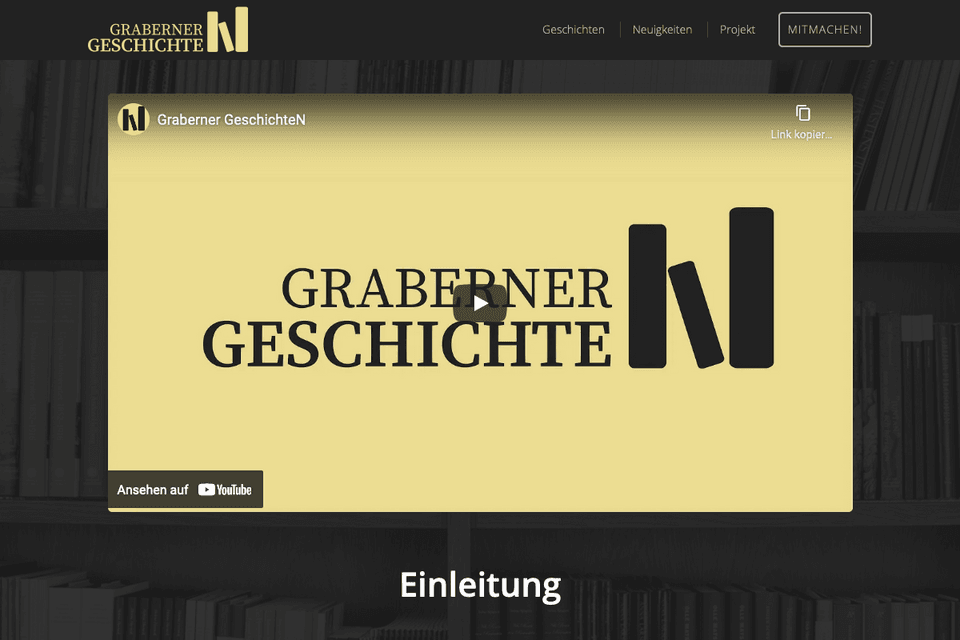 GRABERNER
GESCHICHTE
Geschichten
Neuigkeiten
Projekt
MITMACHEN!
Graberner GeschichteN
Link kopier...
GRABERNER
GESCHICHTE
Ansehen auf YouTube
Einleitung